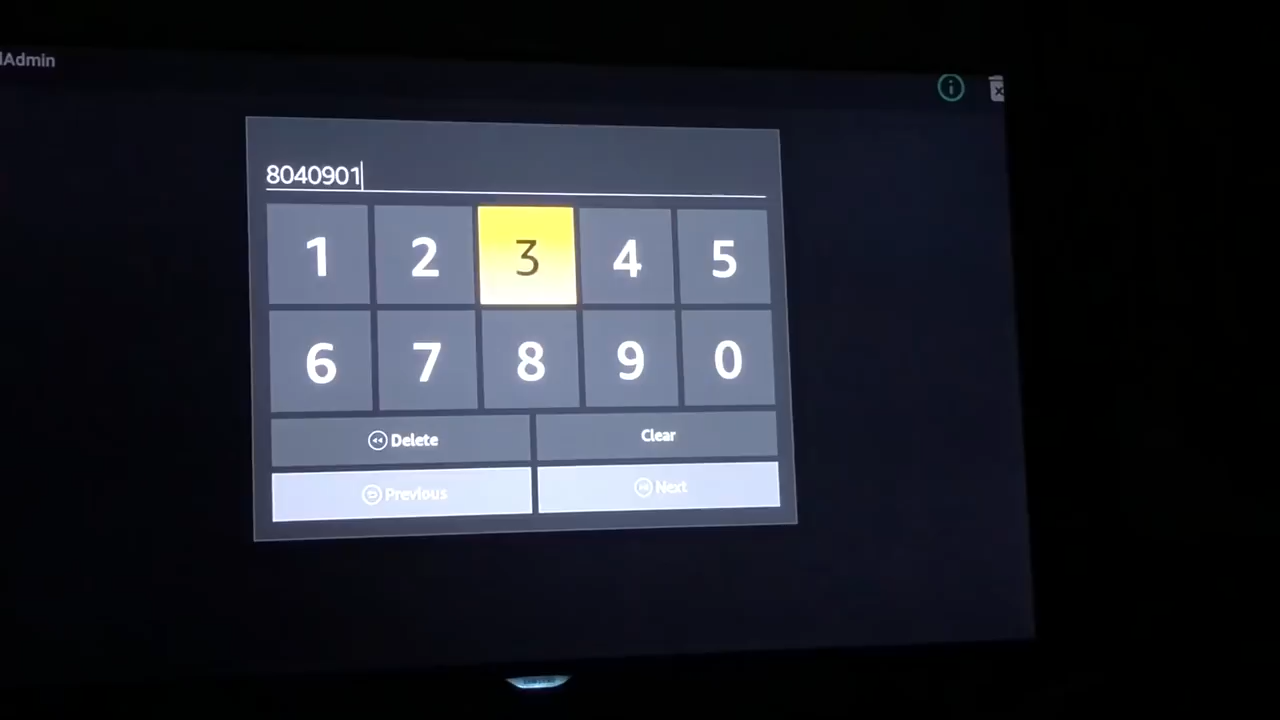 lAdmin
8040901
1 2 3 4 5
6 7 8 9 0
Delete Clear
Previous Next